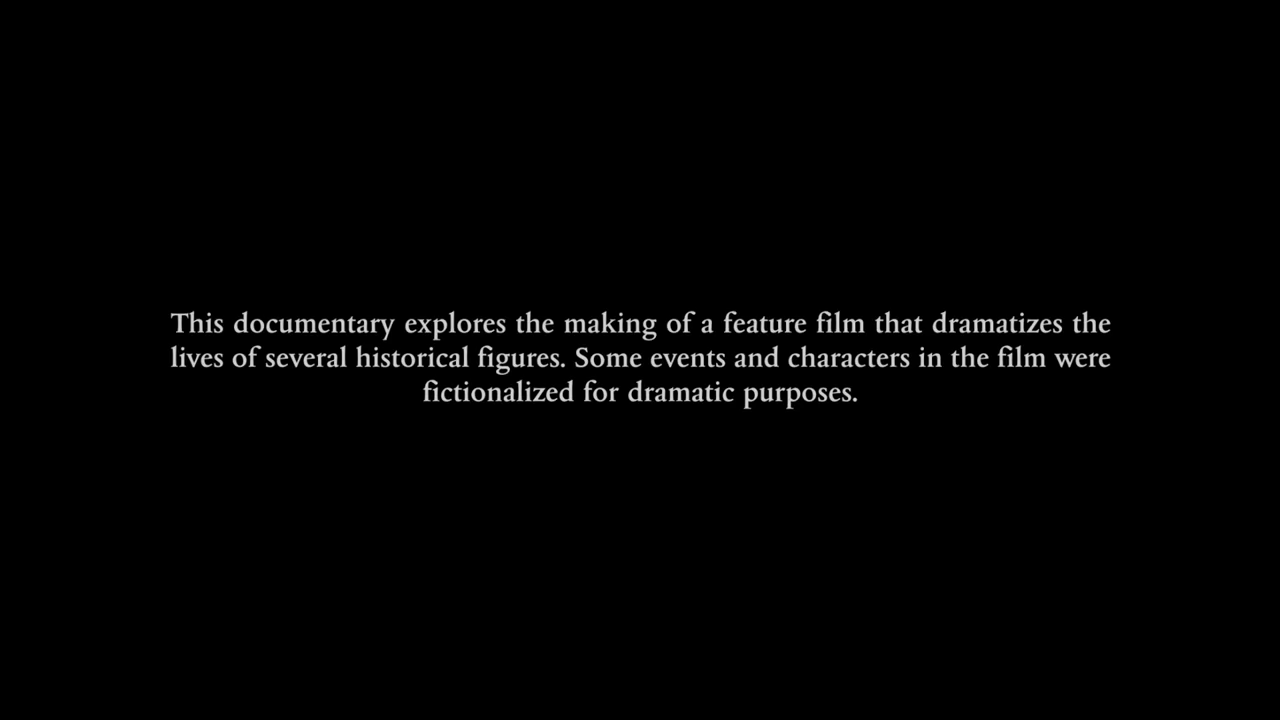 This documentary explores the making of a feature film that dramatizes the
lives of several historical figures. Some events and characters in the film were
fictionalized for dramatic purposes.